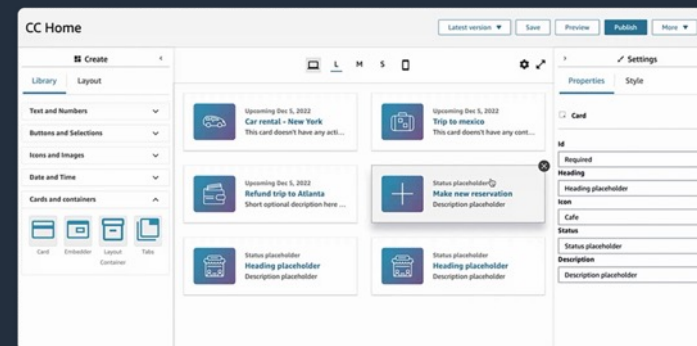 CC Home
Latest version
Save
Preview
Publish
More
Create
Library
Layout
Text and Numbers
Buttons and Selections
Icons and Images
Date and Time
Cards and containers
Card
Embedder
Layout
Container
Tabs
L
M
S
Upcoming Dec 5, 2022
Car rental - New York
This card doesn't have any acti...
Upcoming Dec 5, 2022
Trip to mexico
This card doens't have any cont...
Upcoming Dec 5, 2022
Refund trip to Atlanta
Short optional decription here ...
Status placeholder
Make new reservation
Description placeholder
Status placeholder
Heading placeholder
Description placeholder
Status placeholder
Heading placeholder
Description placeholder
Settings
Properties
Style
Card
Id
Required
Heading
Heading placeholder
Icon
Cafe
Status
Status placeholder
Description
Description placeholder